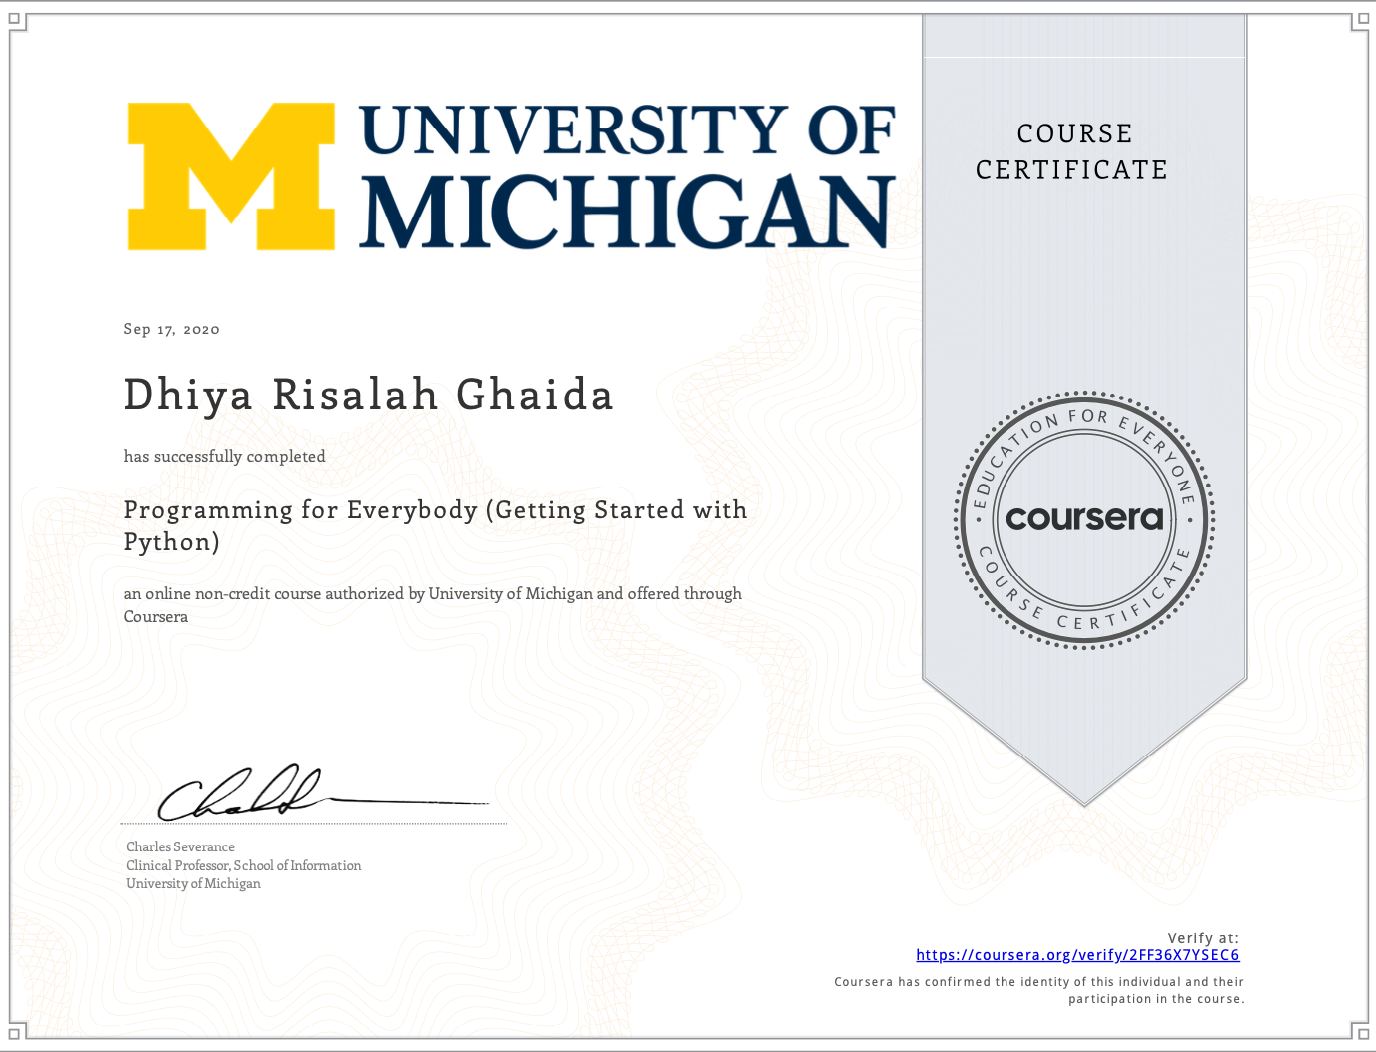 UNIVERSITY OF
MICHIGAN
COURSE
CERTIFICATE
Sep 17, 2020
Dhiya Risalah Ghaida
has successfully completed
Programming for Everybody (Getting Started with
Python)
an online non-credit course authorized by University of Michigan and offered through
Coursera
EDUCATION FOR EVERYONE
coursera
COURSE CERTIFICATE
Charles Severance
Clinical Professor, School of Information
University of Michigan
Verify at:
https://coursera.org/verify/2FF36X7YSEC6
Coursera has confirmed the identity of this individual and their
participation in the course.